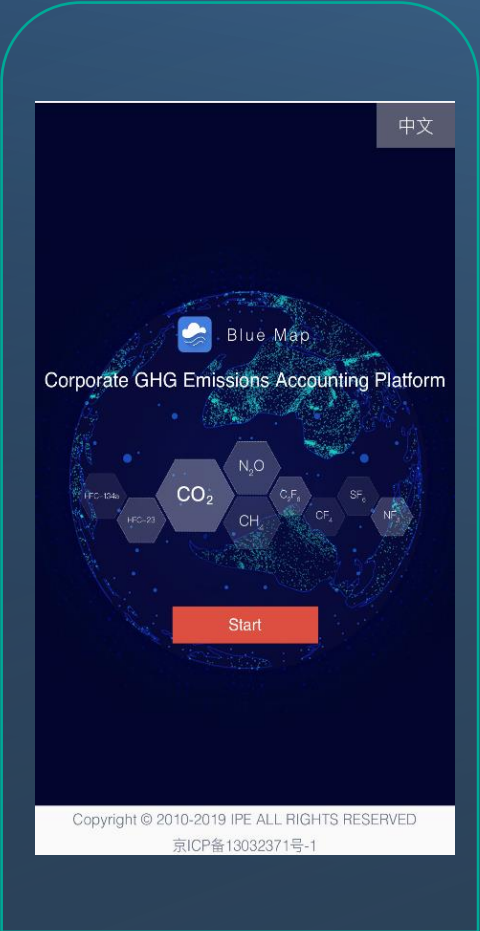 中文
Blue Map
Corporate GHG Emissions Accounting Platform
N₂O
HFC-134a
CO₂
C₂F₆
SF₆
HFC-23
CH₄
CF₄
NF₃
Start
Copyright © 2010-2019 IPE ALL RIGHTS RESERVED
京ICP备13032371号-1